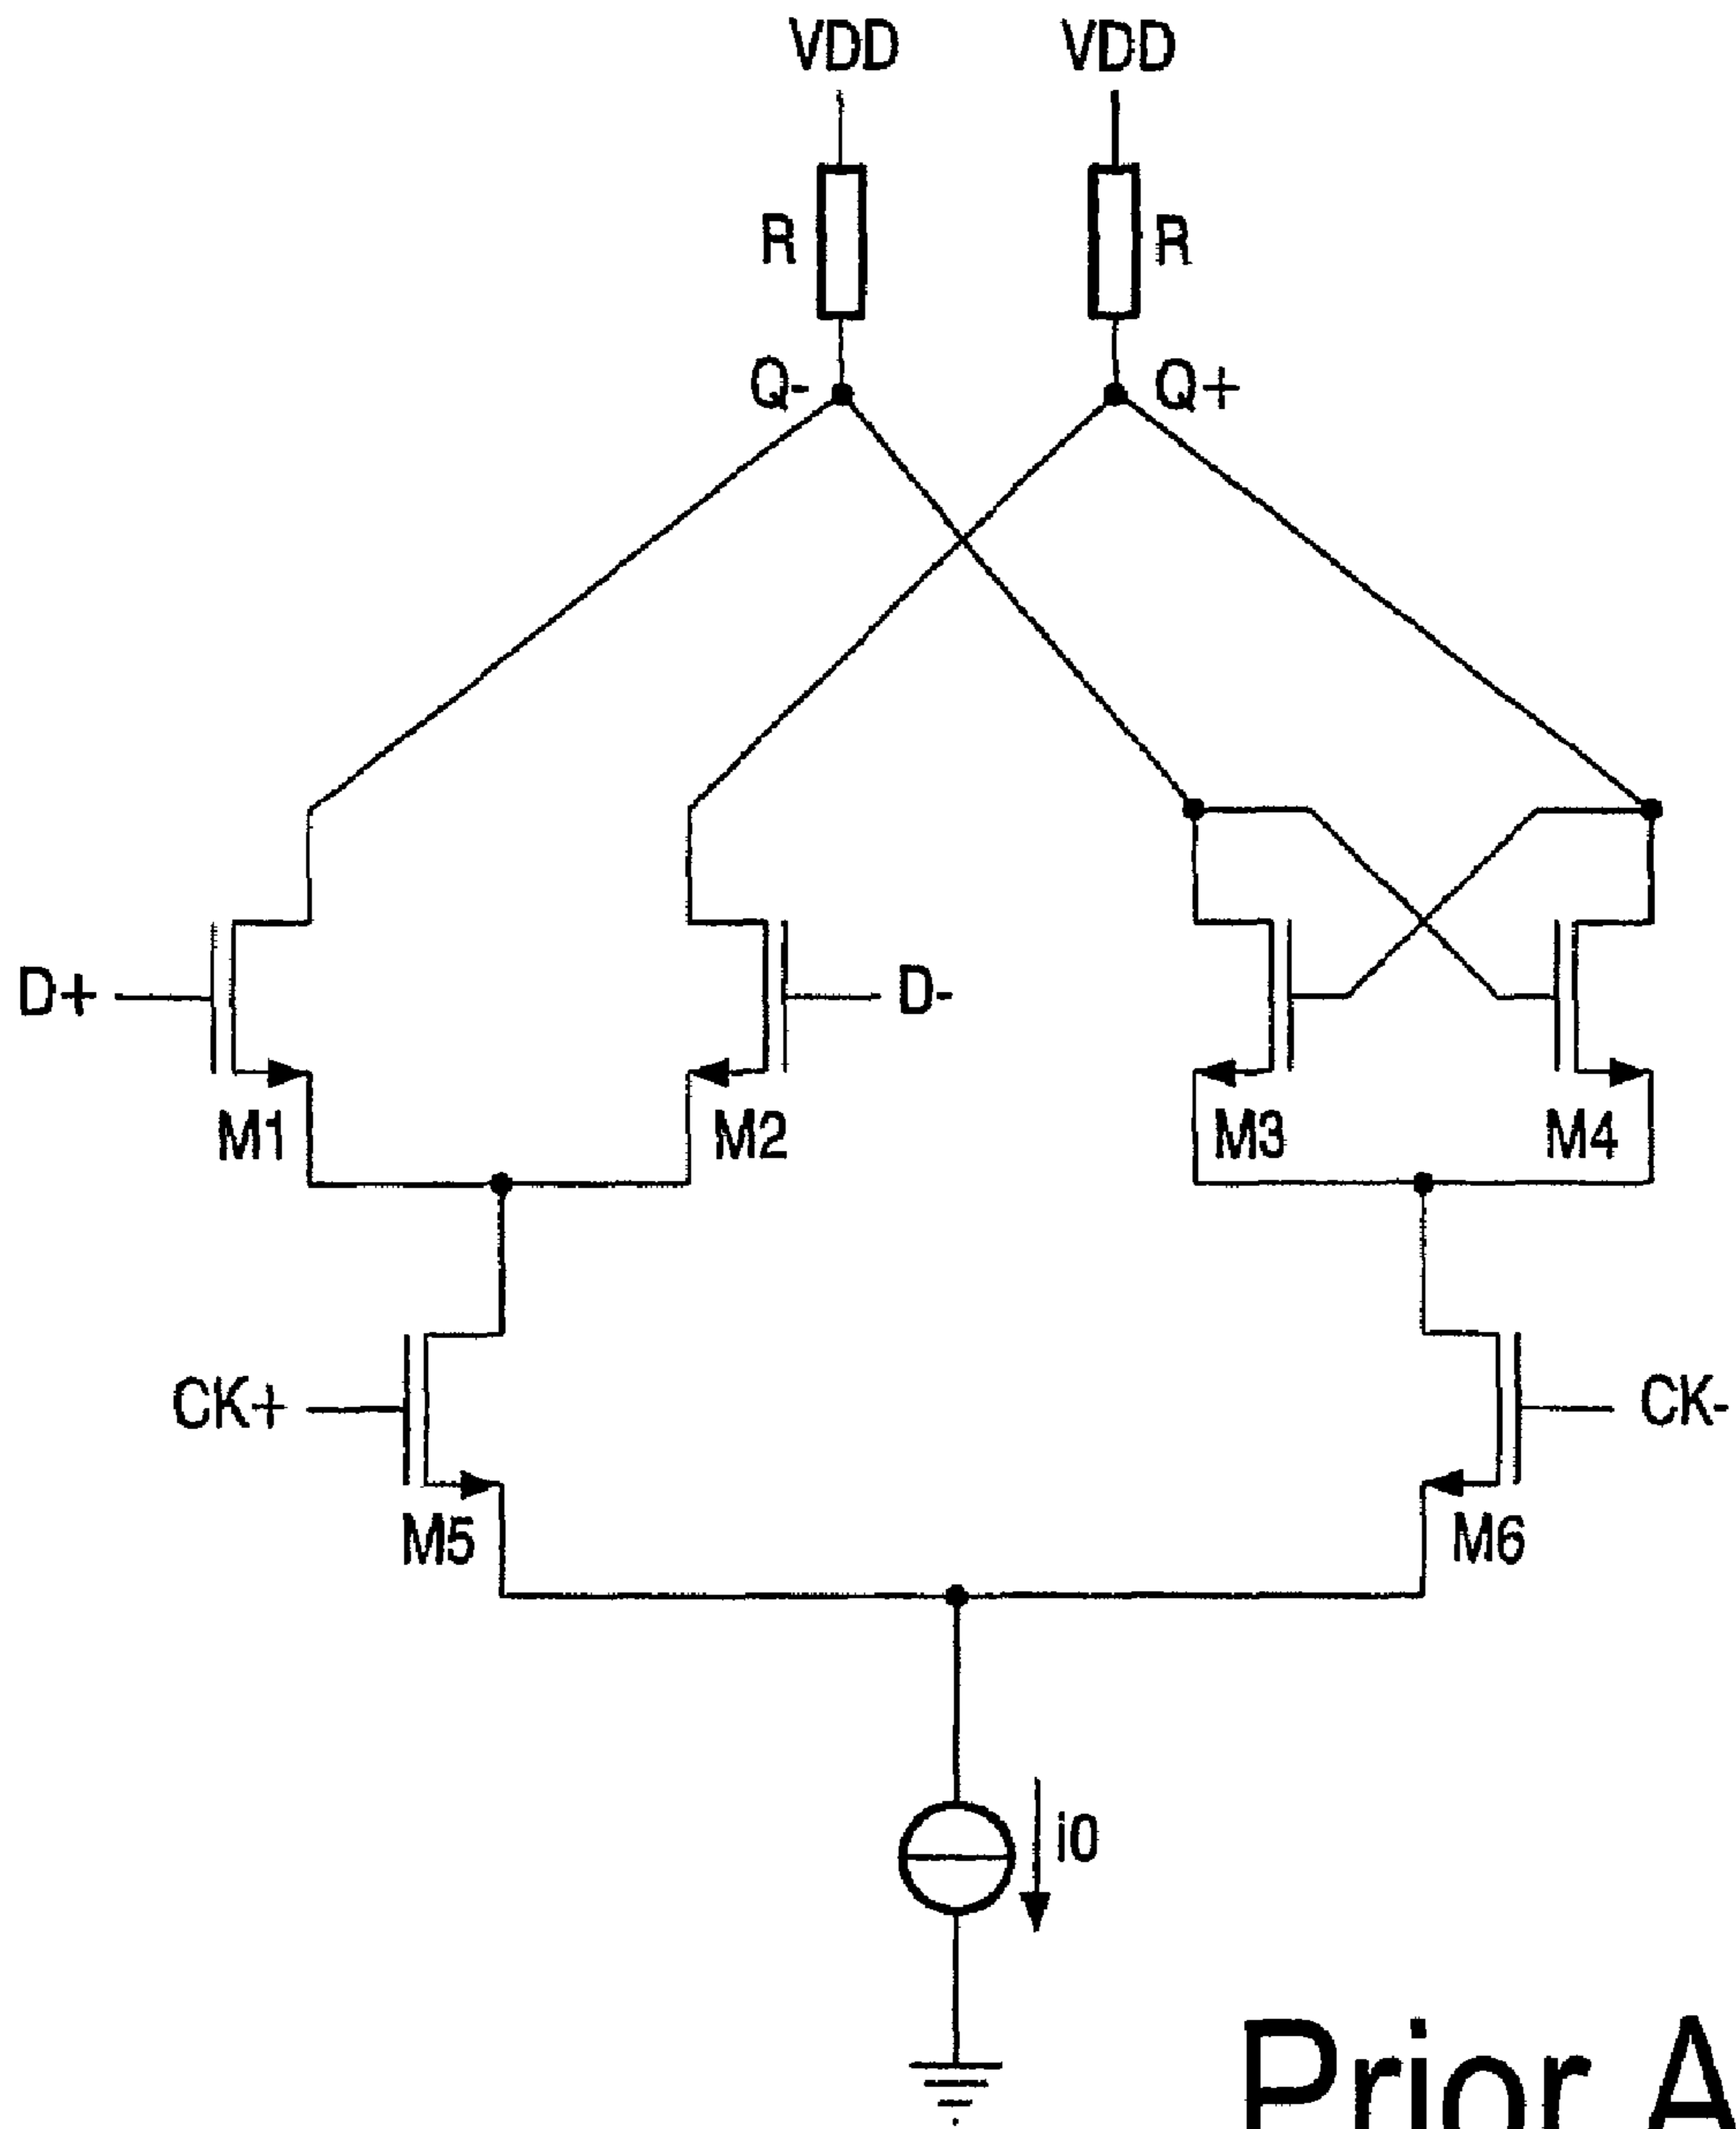 VDD VDD
R R
Q- Q+
D+ D-
M1 M2 M3 M4
CK+ CK-
M5 M6
i0
Prior A